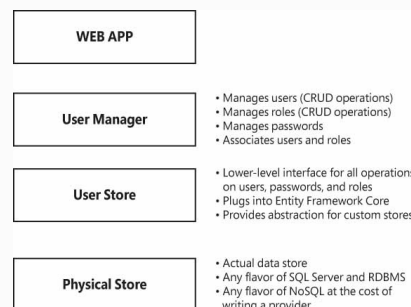 WEB APP
User Manager
• Manages users (CRUD operations)
• Manages roles (CRUD operations)
• Manages passwords
• Associates users and roles
User Store
• Lower-level interface for all operations
on users, passwords, and roles
• Plugs into Entity Framework Core
• Provides abstraction for custom stores
Physical Store
• Actual data store
• Any flavor of SQL Server and RDBMS
• Any flavor of NoSQL at the cost of
writing a provider